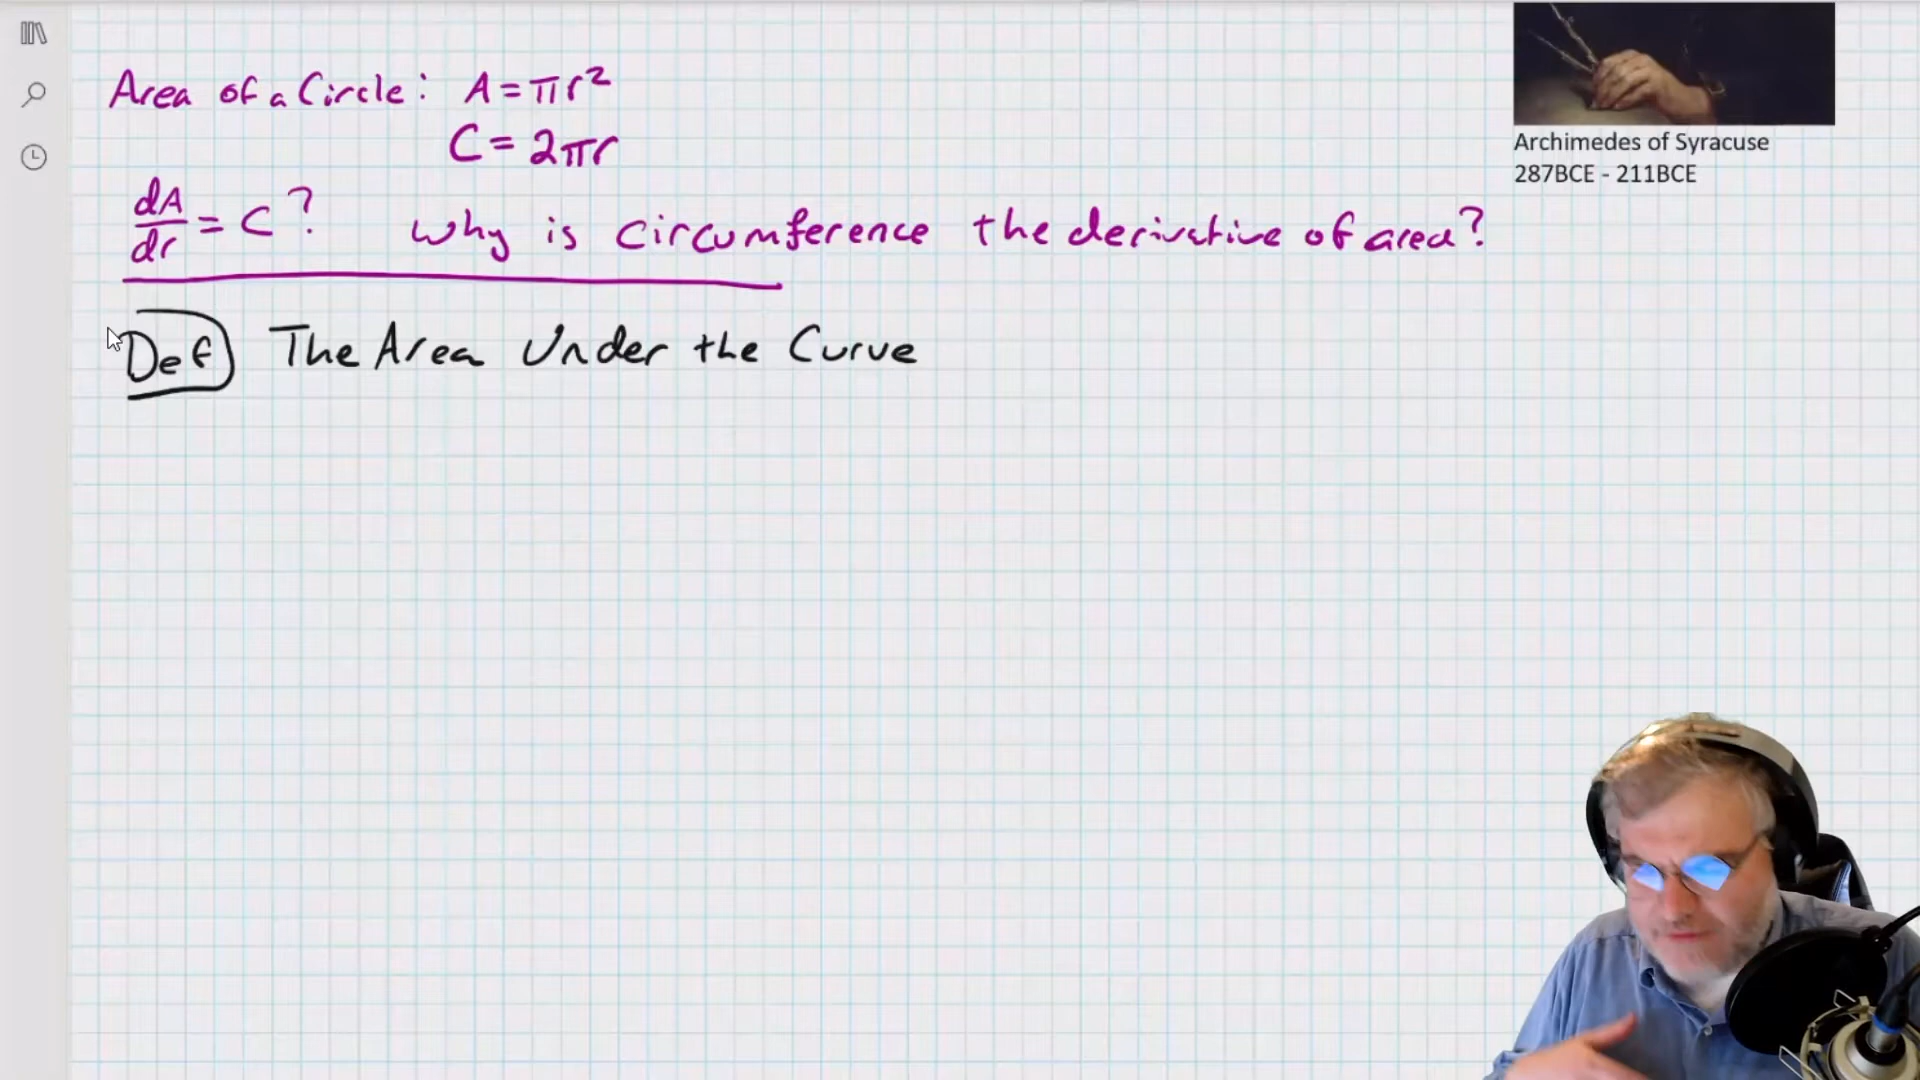 Area of a Circle: A = πr²
C = 2πr
dA/dr = C? Why is circumference the derivative of area?
Def The Area Under the Curve
Archimedes of Syracuse
287BCE - 211BCE